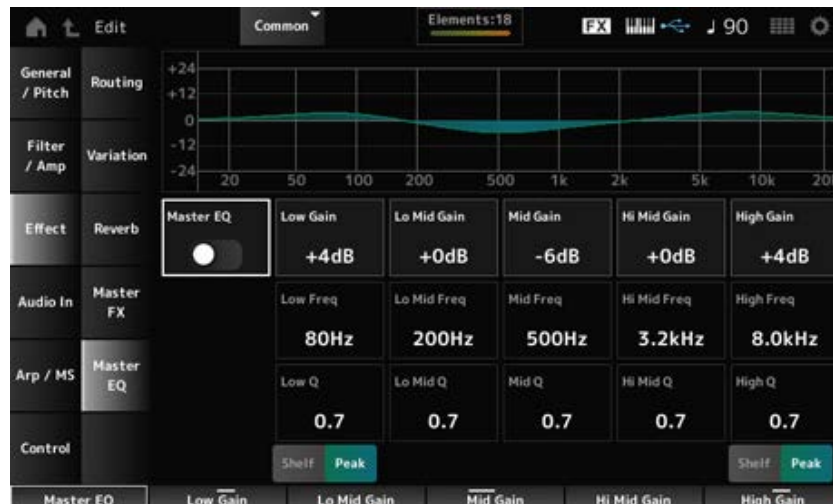 Edit Common Elements:18 FX ♩ 90
General / Pitch
Filter / Amp
Effect
Audio In
Arp / MS
Control
Routing
Variation
Reverb
Master FX
Master EQ
+24
+12
0
-12
-24
20 50 100 200 500 1k 2k 5k 10k 20
Master EQ Low Gain Lo Mid Gain Mid Gain Hi Mid Gain High Gain
+4dB +0dB -6dB +0dB +4dB
Low Freq Lo Mid Freq Mid Freq Hi Mid Freq High Freq
80Hz 200Hz 500Hz 3.2kHz 8.0kHz
Low Q Lo Mid Q Mid Q Hi Mid Q High Q
0.7 0.7 0.7 0.7 0.7
Shelf Peak Shelf Peak
Master EQ Low Gain Lo Mid Gain Mid Gain Hi Mid Gain High Gain